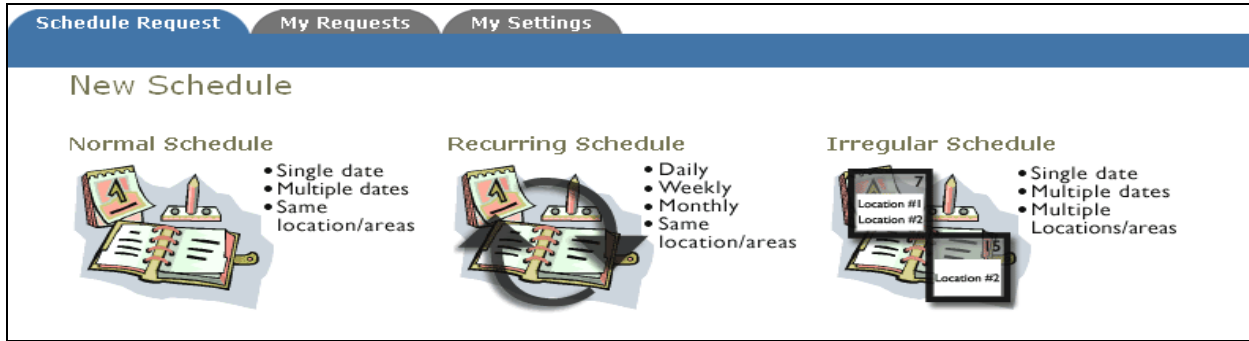 Schedule Request My Requests My Settings
New Schedule
Normal Schedule
• Single date
• Multiple dates
• Same
location/areas
Recurring Schedule
• Daily
• Weekly
• Monthly
• Same
location/areas
Irregular Schedule
7
Location #1
Location #2
15
Location #2
• Single date
• Multiple dates
• Multiple
Locations/areas